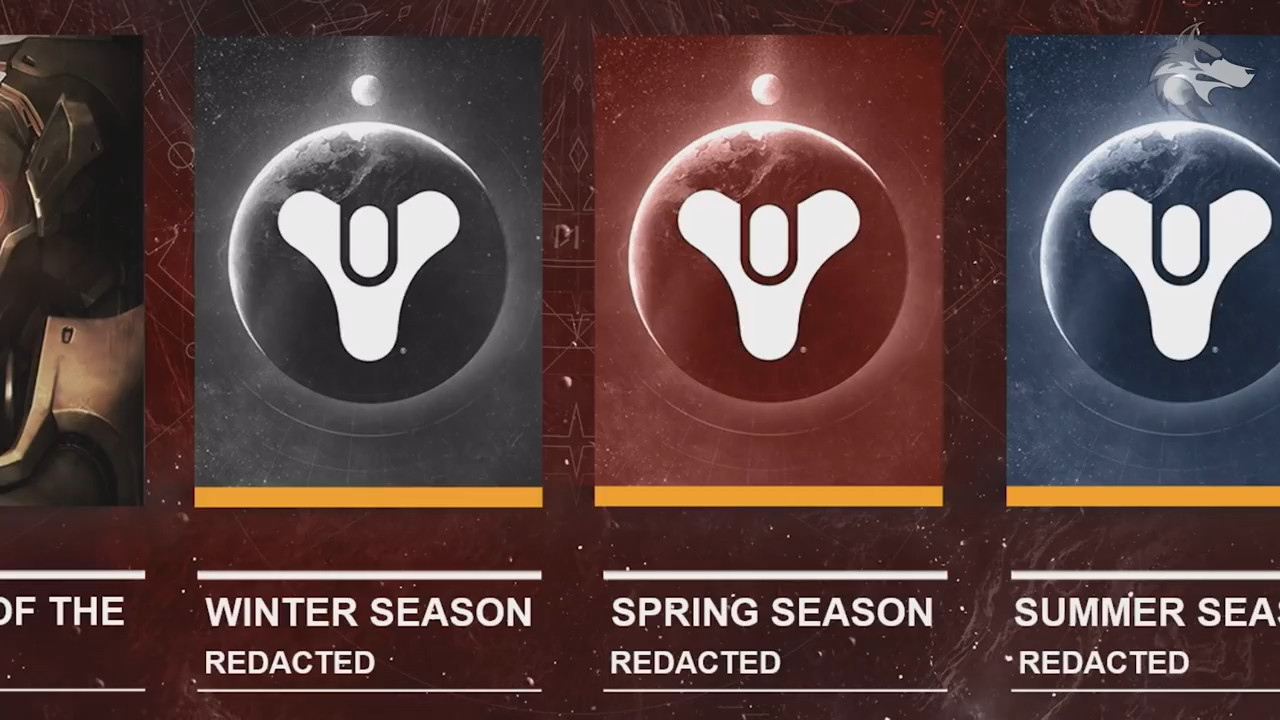 OF THE
WINTER SEASON
REDACTED
SPRING SEASON
REDACTED
SUMMER SEAS
REDACTED